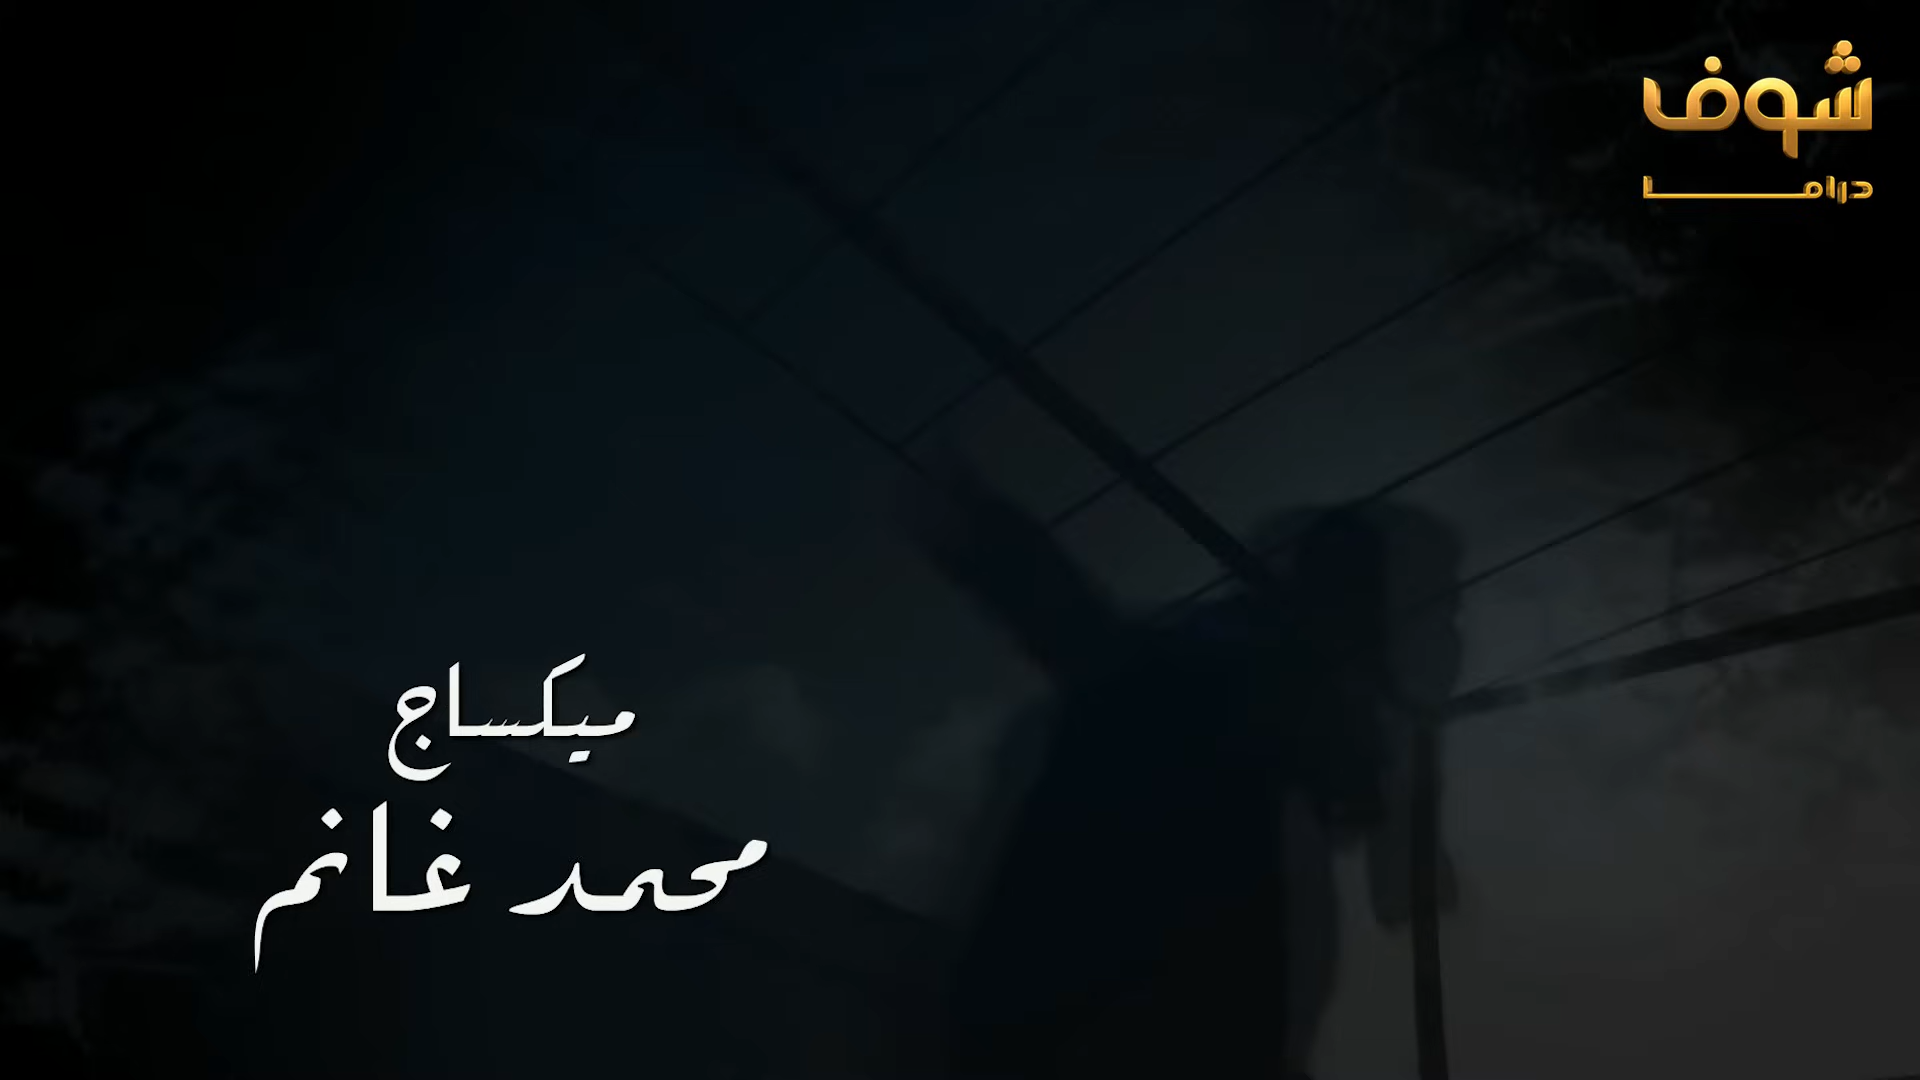 شوف
دراما
ميكساج
محمد غانم